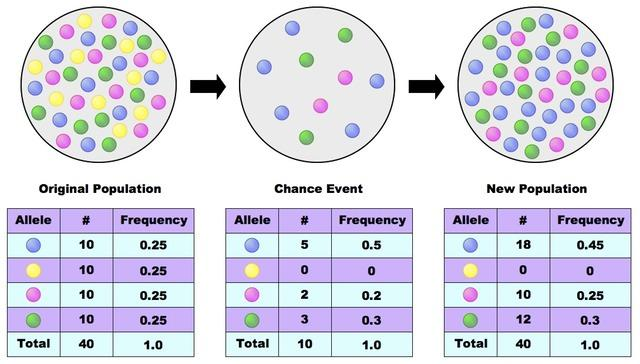 Original Population
Chance Event
New Population
Allele # Frequency
10 0.25
10 0.25
10 0.25
10 0.25
Total 40 1.0
Allele # Frequency
5 0.5
0 0
2 0.2
3 0.3
Total 10 1.0
Allele # Frequency
18 0.45
0 0
10 0.25
12 0.3
Total 40 1.0